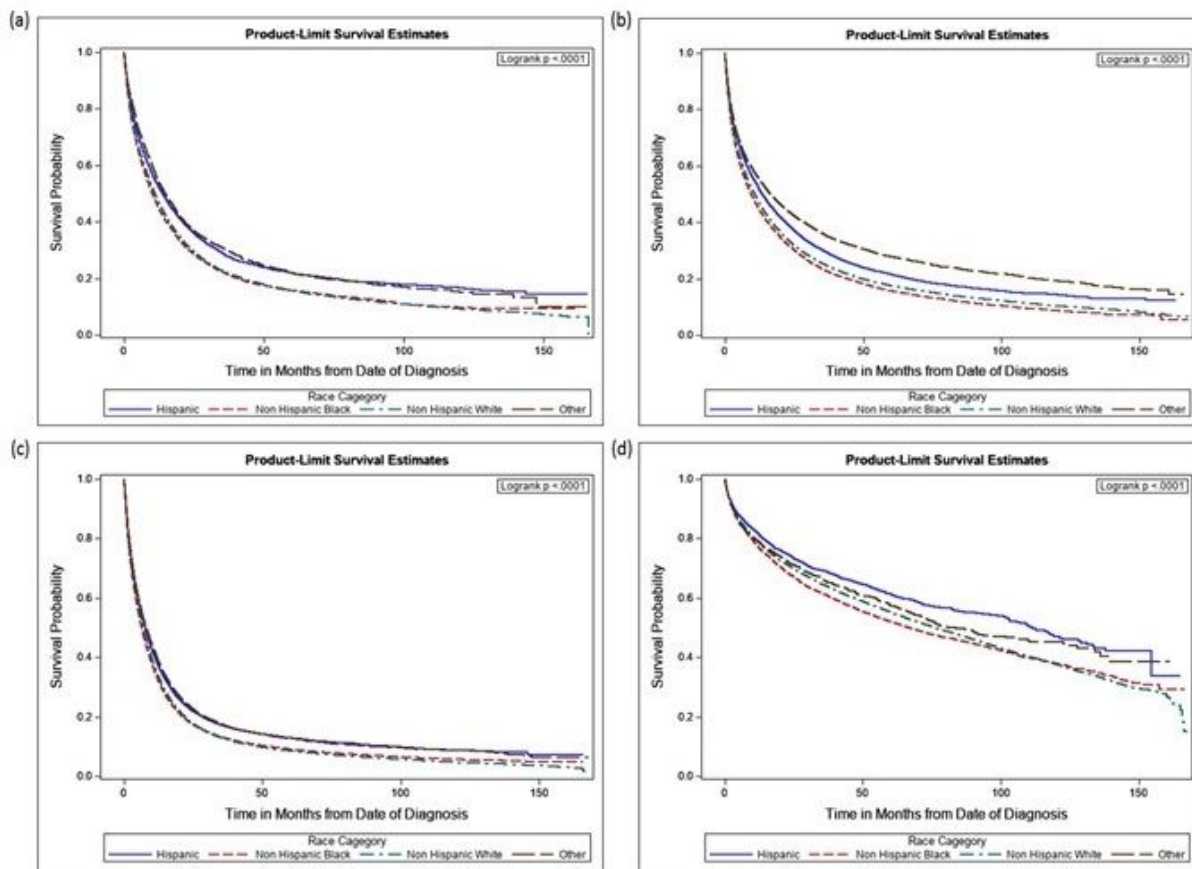 (a)
Product-Limit Survival Estimates
Logrank p <.0001
1.0
0.8
0.6
0.4
0.2
0.0
Survival Probability
0 50 100 150
Time in Months from Date of Diagnosis
Race Cagegory
Hispanic Non Hispanic Black Non Hispanic White Other
(b)
Product-Limit Survival Estimates
Logrank p <.0001
1.0
0.8
0.6
0.4
0.2
0.0
Survival Probability
0 50 100 150
Time in Months from Date of Diagnosis
Race Cagegory
Hispanic Non Hispanic Black Non Hispanic White Other
(c)
Product-Limit Survival Estimates
Logrank p <.0001
1.0
0.8
0.6
0.4
0.2
0.0
Survival Probability
0 50 100 150
Time in Months from Date of Diagnosis
Race Cagegory
Hispanic Non Hispanic Black Non Hispanic White Other
(d)
Product-Limit Survival Estimates
Logrank p <.0001
1.0
0.8
0.6
0.4
0.2
0.0
Survival Probability
0 50 100 150
Time in Months from Date of Diagnosis
Race Cagegory
Hispanic Non Hispanic Black Non Hispanic White Other